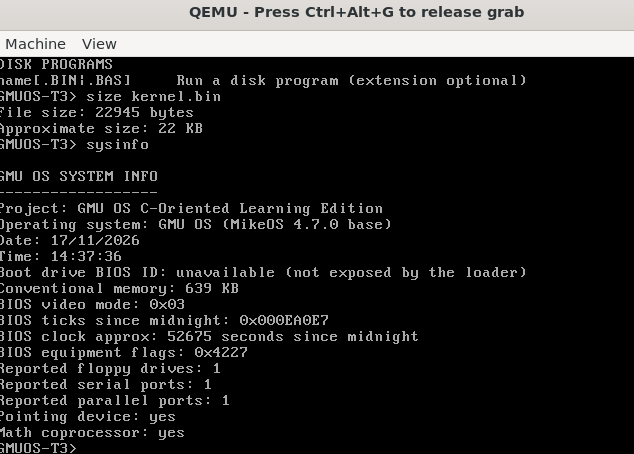 QEMU - Press Ctrl+Alt+G to release grab
Machine View
DISK PROGRAMS
name[.BIN|.BAS] Run a disk program (extension optional)
GMUOS-T3> size kernel.bin
File size: 22945 bytes
Approximate size: 22 KB
GMUOS-T3> sysinfo
GMU OS SYSTEM INFO
------------------
Project: GMU OS C-Oriented Learning Edition
Operating system: GMU OS (MikeOS 4.7.0 base)
Date: 17/11/2026
Time: 14:37:36
Boot drive BIOS ID: unavailable (not exposed by the loader)
Conventional memory: 639 KB
BIOS video mode: 0x03
BIOS ticks since midnight: 0x000EA0E7
BIOS clock approx: 52675 seconds since midnight
BIOS equipment flags: 0x4227
Reported floppy drives: 1
Reported serial ports: 1
Reported parallel ports: 1
Pointing device: yes
Math coprocessor: yes
GMUOS-T3>